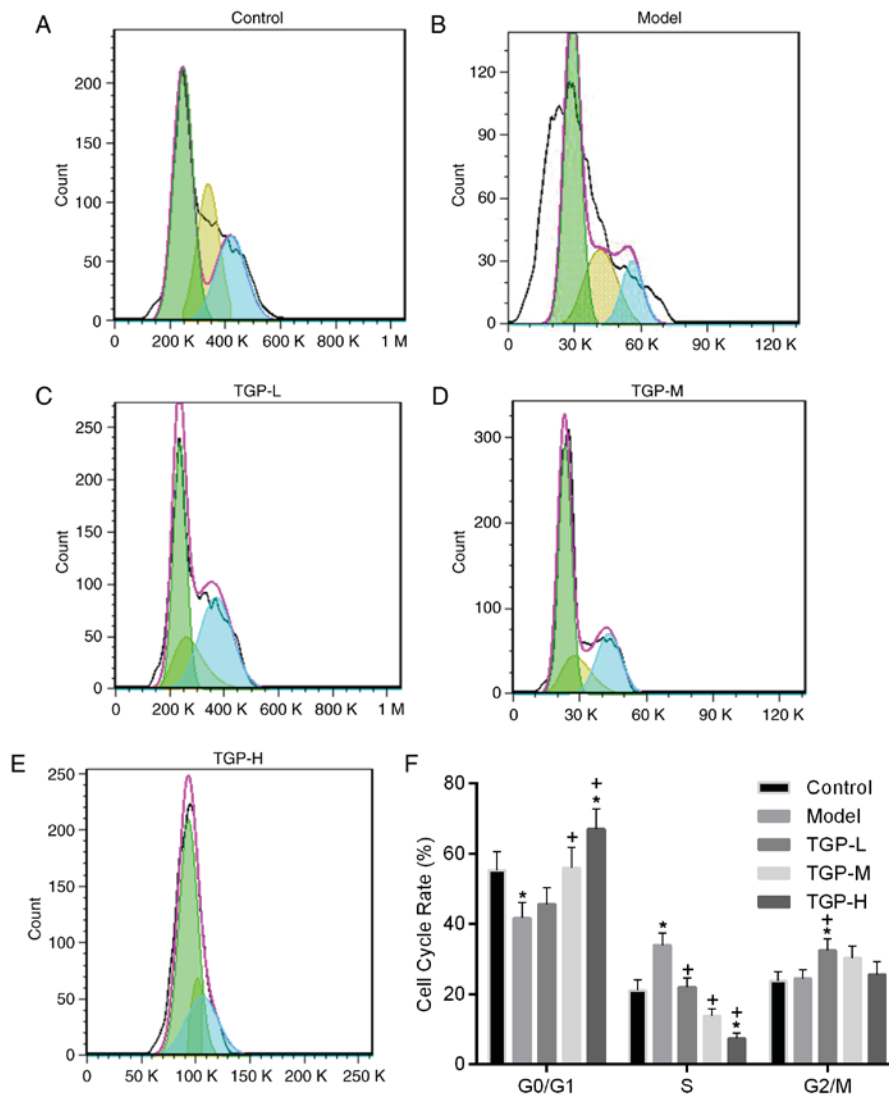 A
Control
200
150
100
50
0
Count
0 200 K 400 K 600 K 800 K 1 M
B
Model
120
90
60
30
0
Count
0 30 K 60 K 90 K 120 K
C
TGP-L
250
200
150
100
50
0
Count
0 200 K 400 K 600 K 800 K 1 M
D
TGP-M
300
200
100
0
Count
0 30 K 60 K 90 K 120 K
E
TGP-H
250
200
150
100
50
0
Count
0 50 K 100 K 150 K 200 K 250 K
F
80
60
40
20
0
Cell Cycle Rate (%)
* + + *
* + + + *
+ *
Control
Model
TGP-L
TGP-M
TGP-H
G0/G1 S G2/M